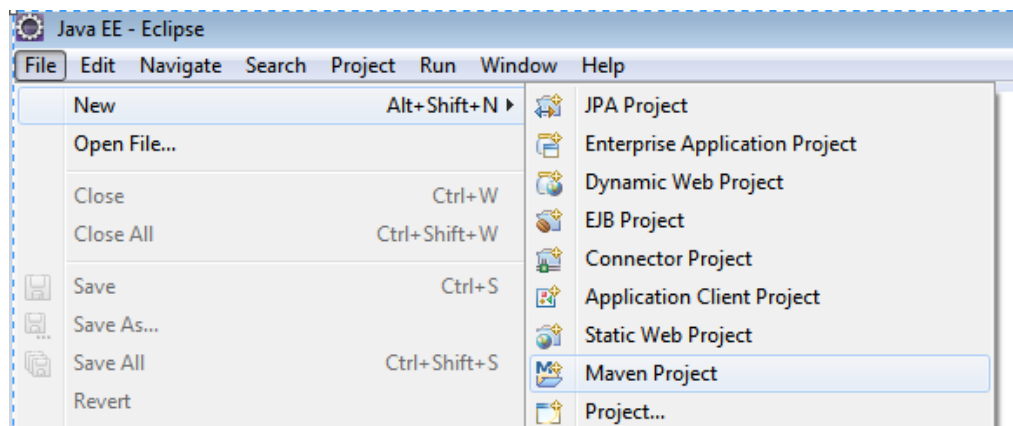 Java EE - Eclipse
File Edit Navigate Search Project Run Window Help
New Alt+Shift+N
Open File...
Close Ctrl+W
Close All Ctrl+Shift+W
Save Ctrl+S
Save As...
Save All Ctrl+Shift+S
Revert
JPA Project
Enterprise Application Project
Dynamic Web Project
EJB Project
Connector Project
Application Client Project
Static Web Project
Maven Project
Project...